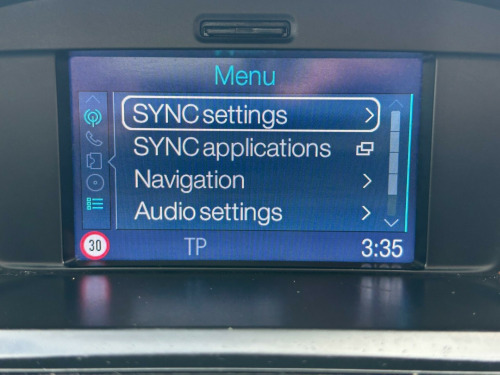 Menu
SYNC settings
SYNC applications
Navigation
Audio settings
30 TP 3:35